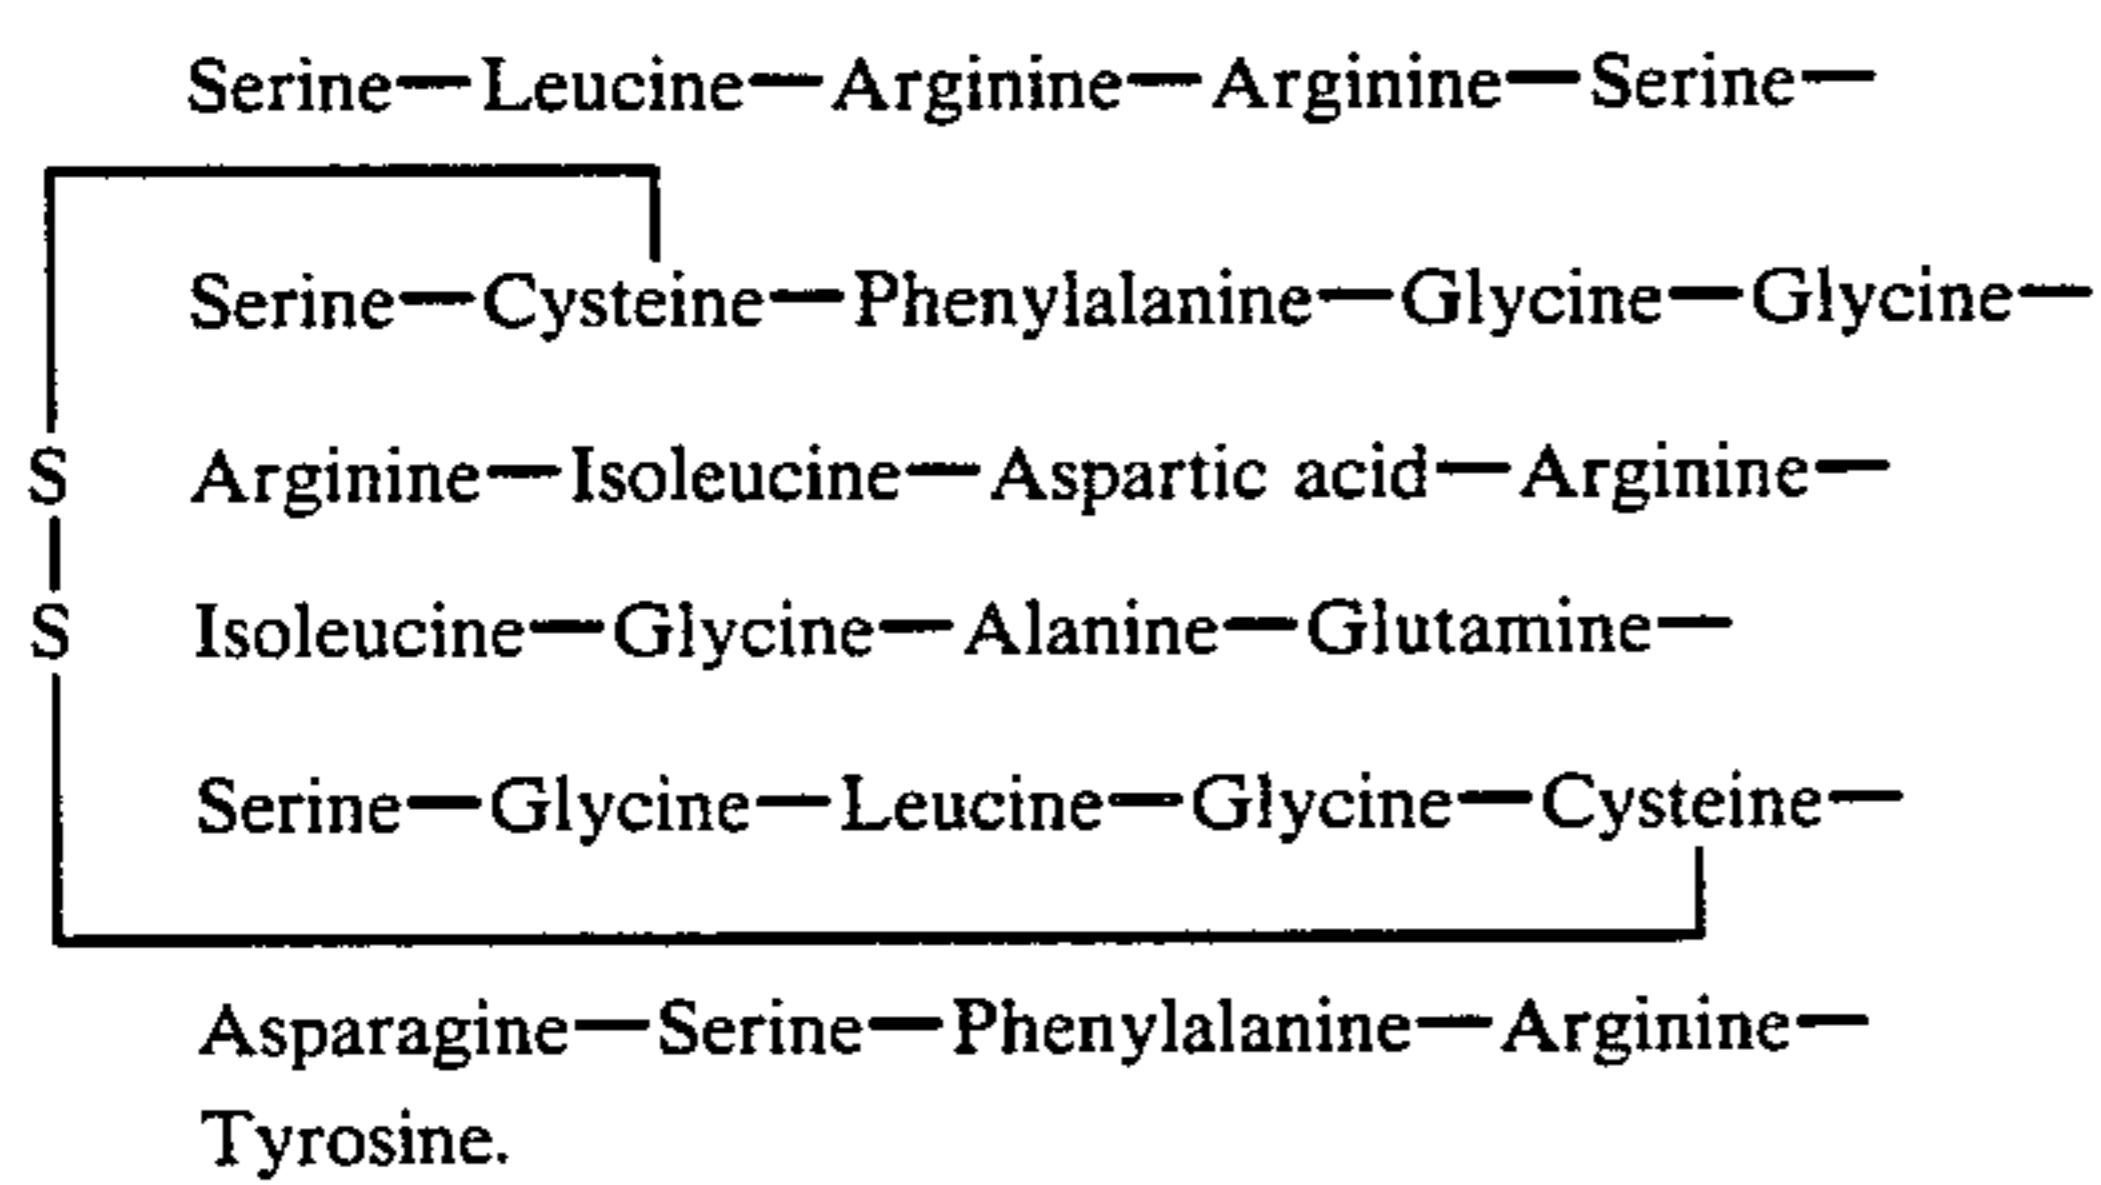 Serine—Leucine—Arginine—Arginine—Serine—
Serine—Cysteine—Phenylalanine—Glycine—Glycine—
S Arginine—Isoleucine—Aspartic acid—Arginine—
S Isoleucine—Glycine—Alanine—Glutamine—
Serine—Glycine—Leucine—Glycine—Cysteine—
Asparagine—Serine—Phenylalanine—Arginine—
Tyrosine.